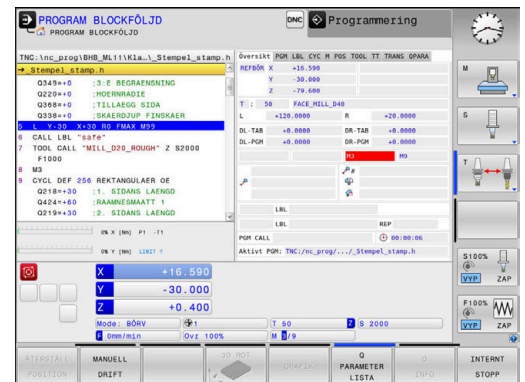 PROGRAM BLOCKFÖLJD
PROGRAM BLOCKFÖLJD
DNC
Programmering
TNC:\nc_prog\BHB_ML11\Kla…\_Stempel_stamp.h
→_Stempel_stamp.h
Q349=+0 ;3:E BEGRAENSNING
Q220=+0 ;HOERNRADIE
Q368=+0 ;TILLAEGG SIDA
Q338=+0 ;SKAERDJUP FINSKAER
5 L Y-30 X+30 R0 FMAX M99
6 CALL LBL "safe"
7 TOOL CALL "MILL_D20_ROUGH" Z S2000
F1000
8 M3
9 CYCL DEF 256 REKTANGULAER OE
Q218=+30 ;1. SIDANS LAENGD
Q424=+60 ;RAAMNESMAATT 1
Q219=+30 ;2. SIDANS LAENGD
0% X [Nm] P1 -T1
0% Y [Nm] LIMIT 1
Översikt PGM LBL CYC M POS TOOL TT TRANS QPARA
REFBÖR X +16.590
Y -30.000
Z -79.600
T : 50 FACE_MILL_D40
L +120.0000 R +20.0000
DL-TAB +0.0000 DR-TAB +0.0000
DL-PGM +0.0000 DR-PGM +0.0000
M3 M9
LBL
LBL REP
PGM CALL 00:00:06
Aktivt PGM: TNC:/nc_prog/.../_Stempel_stamp.h
X +16.590
Y -30.000
Z +0.400
Mode: BÖRV 1 T 50 Z S 2000
F 0mm/min Ovr 100% M 3/9
M
S
T
S100%
VYP ZAP
F100%
VYP ZAP
ÅTERSTÄLL
POSITION
MANUELL
DRIFT
3D ROT
GRAFIK
Q
PARAMETER
LISTA
Q
INFO
INTERNT
STOPP